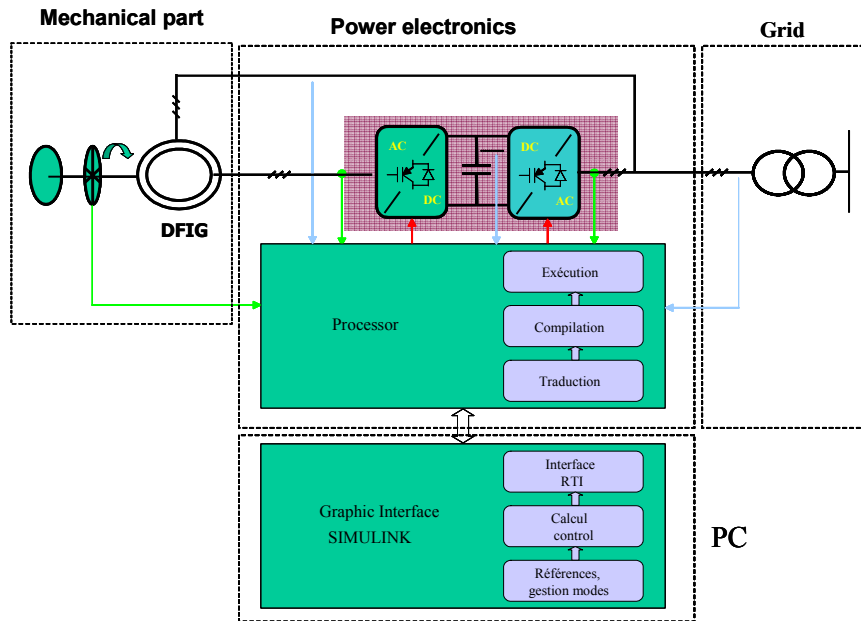 Mechanical part
Power electronics
Grid
AC
DC
DC
AC
DFIG
Processor
Exécution
Compilation
Traduction
Graphic Interface
SIMULINK
Interface
RTI
Calcul
control
Références,
gestion modes
PC